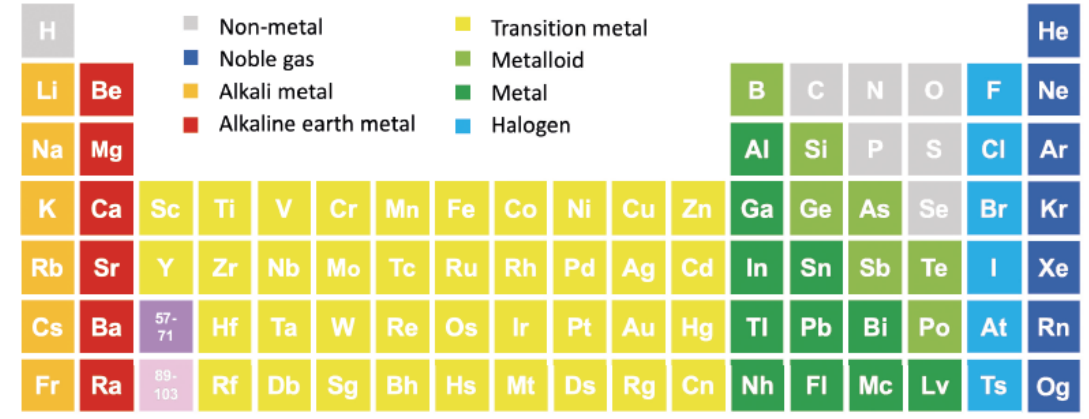 H Non-metal Transition metal He
Noble gas Metalloid
Li Be Alkali metal Metal B C N O F Ne
Alkaline earth metal Halogen
Na Mg Al Si P S Cl Ar
K Ca Sc Ti V Cr Mn Fe Co Ni Cu Zn Ga Ge As Se Br Kr
Rb Sr Y Zr Nb Mo Tc Ru Rh Pd Ag Cd In Sn Sb Te I Xe
Cs Ba 57-71 Hf Ta W Re Os Ir Pt Au Hg Tl Pb Bi Po At Rn
Fr Ra 89-103 Rf Db Sg Bh Hs Mt Ds Rg Cn Nh Fl Mc Lv Ts Og